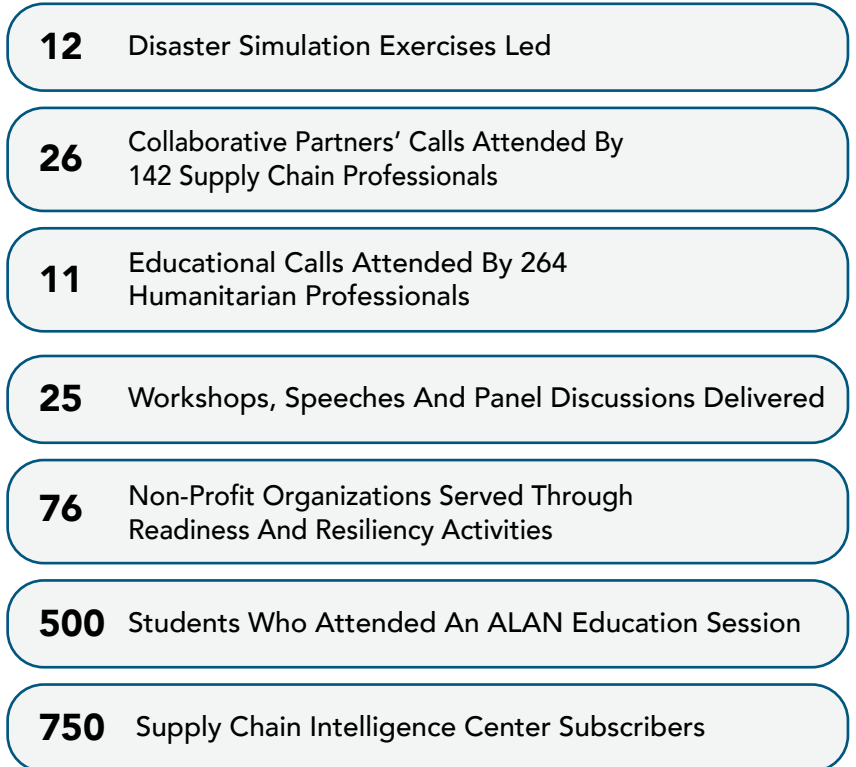 12 Disaster Simulation Exercises Led
26 Collaborative Partners’ Calls Attended By
142 Supply Chain Professionals
11 Educational Calls Attended By 264
Humanitarian Professionals
25 Workshops, Speeches And Panel Discussions Delivered
76 Non-Profit Organizations Served Through
Readiness And Resiliency Activities
500 Students Who Attended An ALAN Education Session
750 Supply Chain Intelligence Center Subscribers